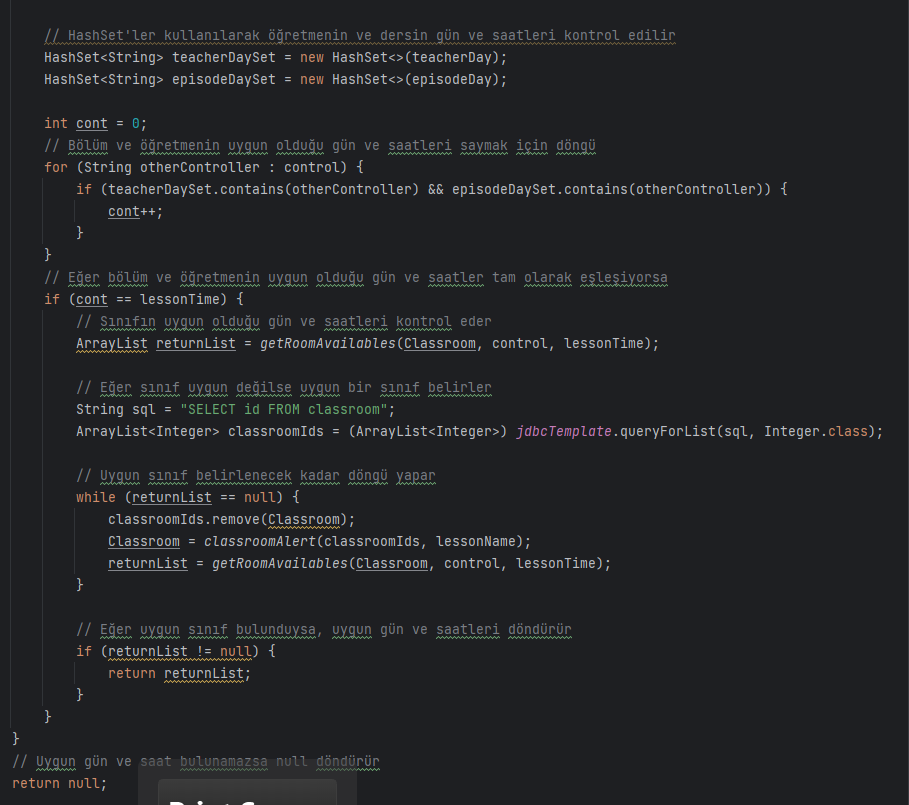 // HashSet'ler kullanılarak öğretmenin ve dersin gün ve saatleri kontrol edilir
HashSet<String> teacherDaySet = new HashSet<>(teacherDay);
HashSet<String> episodeDaySet = new HashSet<>(episodeDay);
int cont = 0;
// Bölüm ve öğretmenin uygun olduğu gün ve saatleri saymak için döngü
for (String otherController : control) {
if (teacherDaySet.contains(otherController) && episodeDaySet.contains(otherController)) {
cont++;
}
}
// Eğer bölüm ve öğretmenin uygun olduğu gün ve saatler tam olarak eşleşiyorsa
if (cont == lessonTime) {
// Sınıfın uygun olduğu gün ve saatleri kontrol eder
ArrayList returnList = getRoomAvailables(Classroom, control, lessonTime);
// Eğer sınıf uygun değilse uygun bir sınıf belirler
String sql = "SELECT id FROM classroom";
ArrayList<Integer> classroomIds = (ArrayList<Integer>) jdbcTemplate.queryForList(sql, Integer.class);
// Uygun sınıf belirlenecek kadar döngü yapar
while (returnList == null) {
classroomIds.remove(Classroom);
Classroom = classroomAlert(classroomIds, lessonName);
returnList = getRoomAvailables(Classroom, control, lessonTime);
}
// Eğer uygun sınıf bulunduysa, uygun gün ve saatleri döndürür
if (returnList != null) {
return returnList;
}
}
}
// Uygun gün ve saat bulunamazsa null döndürür
return null;